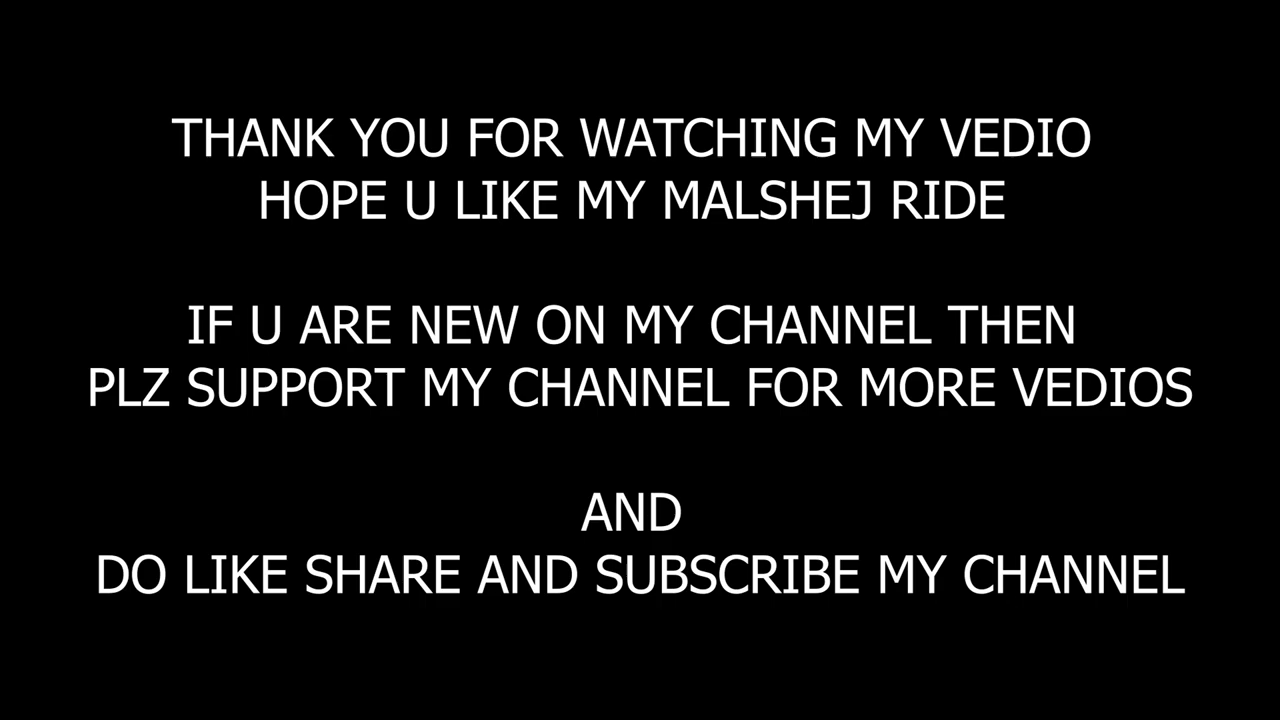 THANK YOU FOR WATCHING MY VEDIO
HOPE U LIKE MY MALSHEJ RIDE
IF U ARE NEW ON MY CHANNEL THEN
PLZ SUPPORT MY CHANNEL FOR MORE VEDIOS
AND
DO LIKE SHARE AND SUBSCRIBE MY CHANNEL